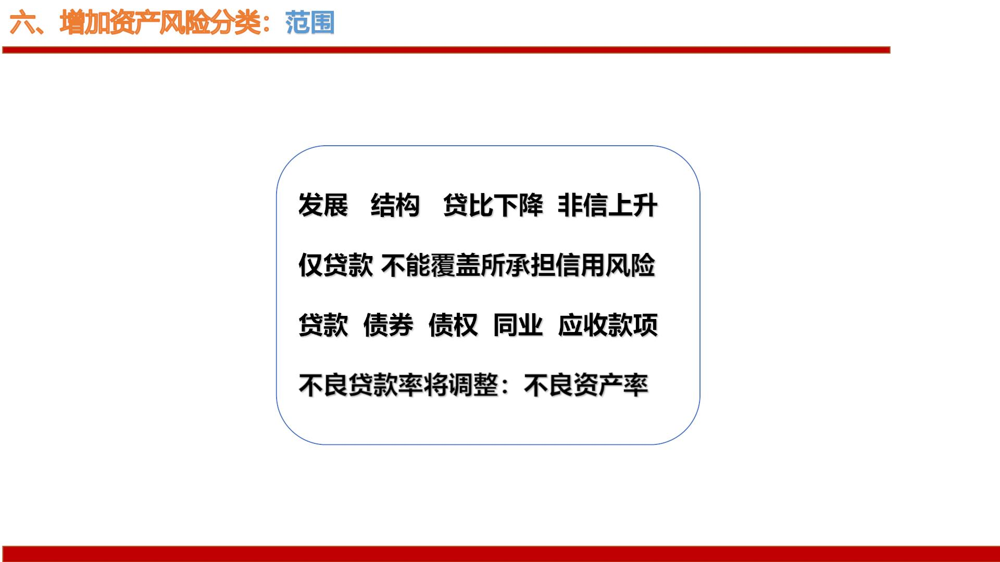 六、增加资产风险分类：范围
发展 结构 贷比下降 非信上升
仅贷款 不能覆盖所承担信用风险
贷款 债券 债权 同业 应收款项
不良贷款率将调整：不良资产率